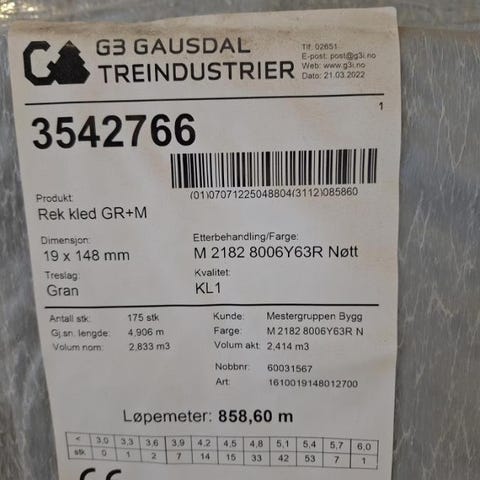 G3 GAUSDAL
TREINDUSTRIER
Tlf: 02651
E-post: post@g3i.no
Web: www.g3i.no
Dato: 21.03.2022
1
3542766
(01)07071225048804(3112)085860
Produkt:
Rek kled GR+M
Dimensjon:
19 x 148 mm
Etterbehandling/Farge:
M 2182 8006Y63R Nøtt
Treslag:
Gran
Kvalitet:
KL1
Antall stk: 175 stk
Gj.sn. lengde: 4,906 m
Volum nom: 2,833 m3
Kunde: Mestergruppen Bygg
Farge: M 2182 8006Y63R N
Volum akt: 2,414 m3
Nobbnr: 60031567
Art: 1610019148012700
Løpemeter: 858,60 m
< 3,0 3,3 3,6 3,9 4,2 4,5 4,8 5,1 5,4 5,7 6,0
stk 0 1 2 7 14 15 33 42 53 7 1
CE